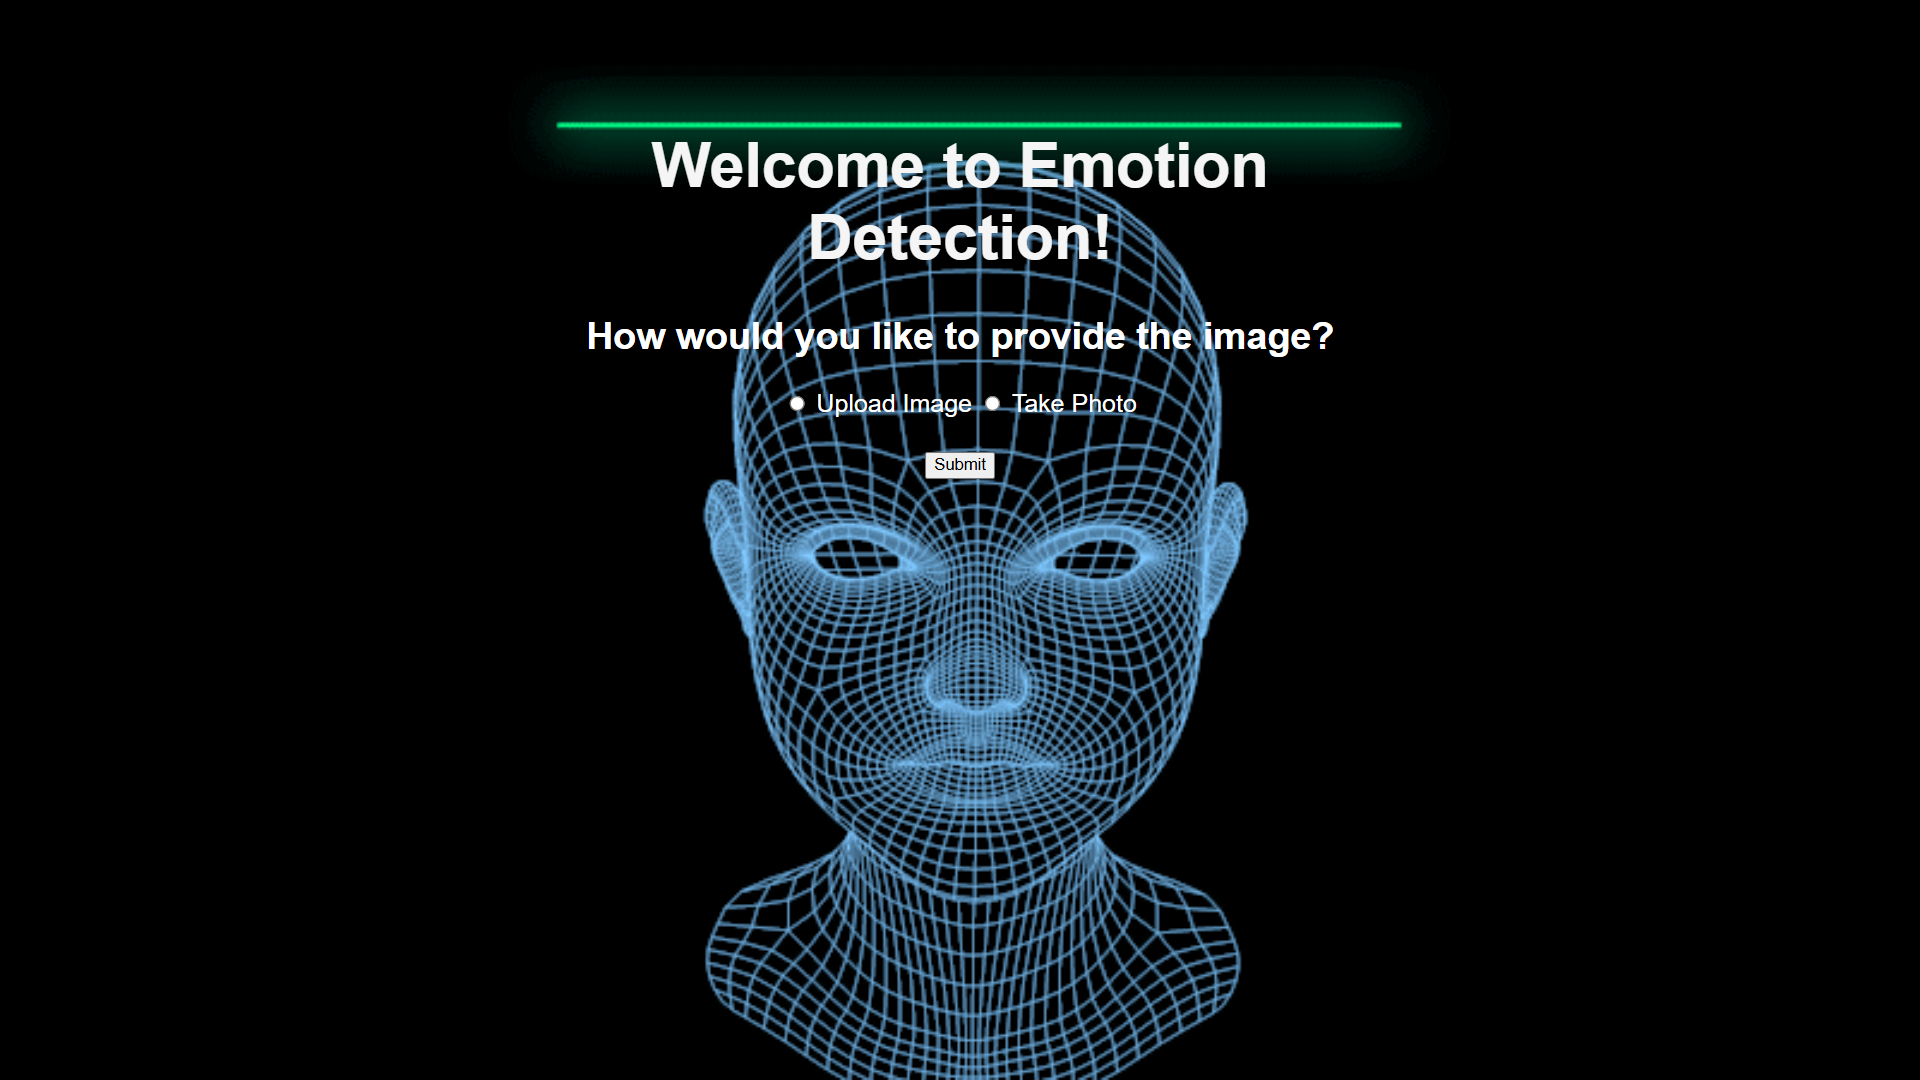 Welcome to Emotion
Detection!
How would you like to provide the image?
Upload Image Take Photo
Submit